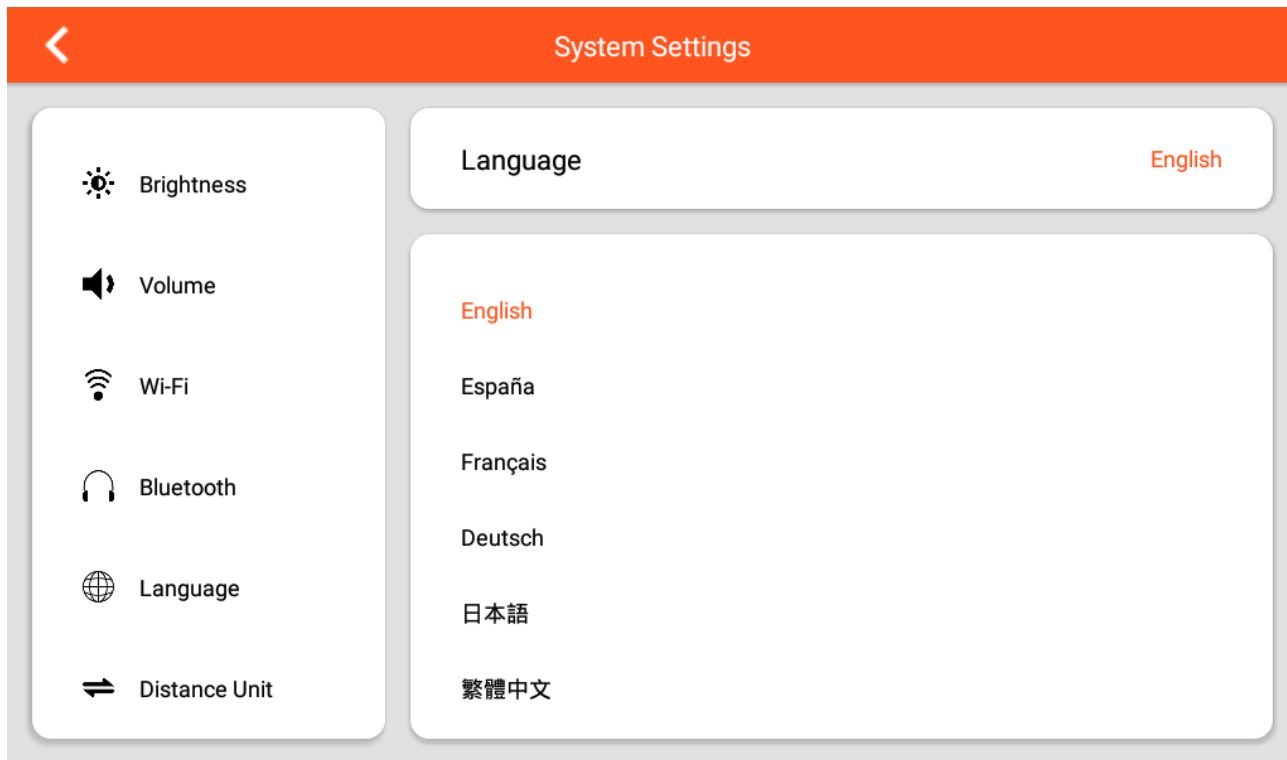 System Settings
Brightness
Volume
Wi-Fi
Bluetooth
Language
Distance Unit
Language English
English
España
Français
Deutsch
日本語
繁體中文